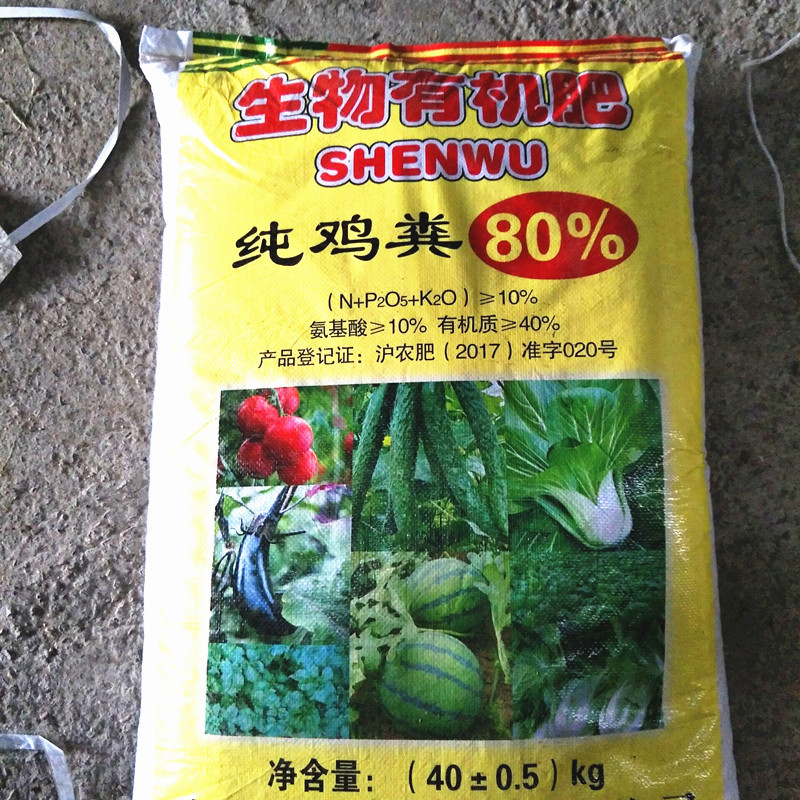 生物有机肥
SHENWU
纯鸡粪 80%
(N+P₂O₅+K₂O)≥10%
氨基酸≥10% 有机质≥40%
产品登记证：沪农肥(2017)准字020号
净含量：(40±0.5)kg